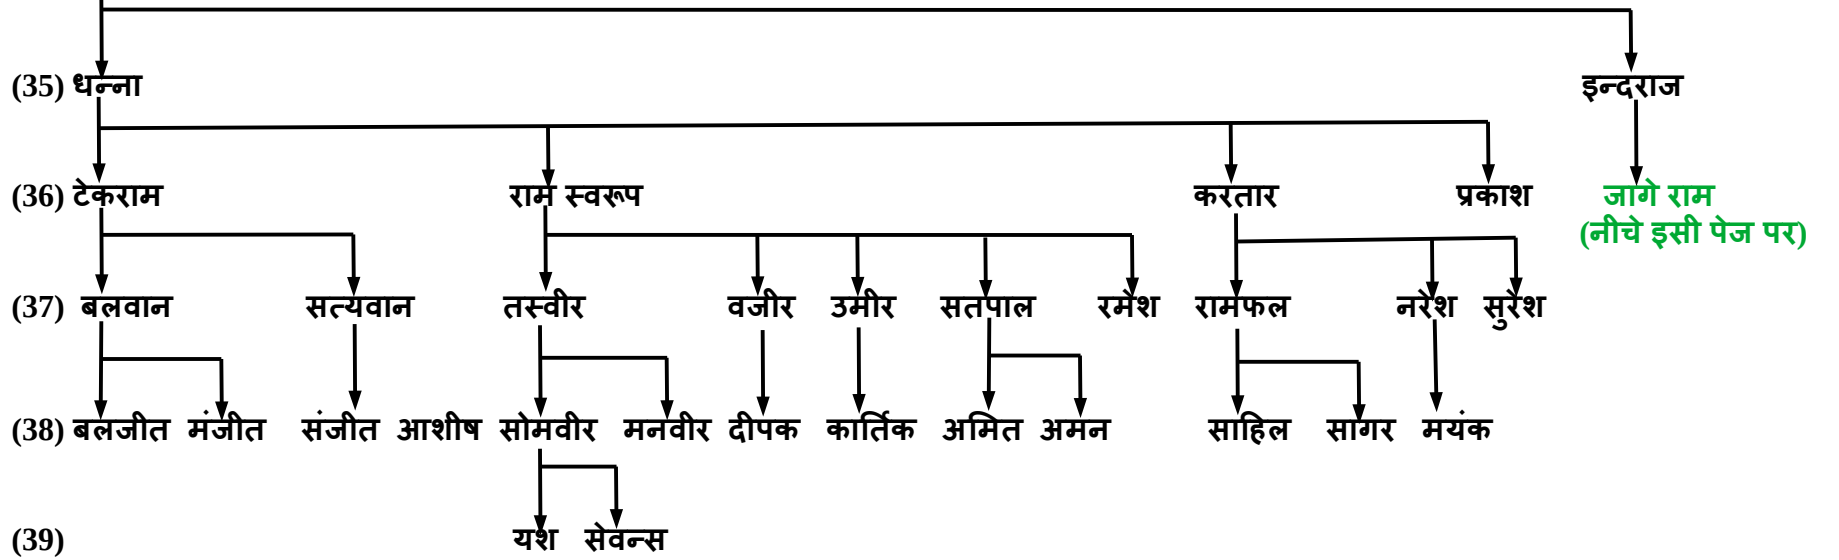 (35) धन्ना इन्दराज
(36) टेकराम राम स्वरूप करतार प्रकाश जागे राम
(नीचे इसी पेज पर)
(37) बलवान सत्यवान तस्वीर वजीर उमीर सतपाल रमेश रामफल नरेश सुरेश
(38) बलजीत मंजीत संजीत आशीष सोमवीर मनवीर दीपक कार्तिक अमित अमन साहिल सागर मयंक
(39) यश सेवन्स